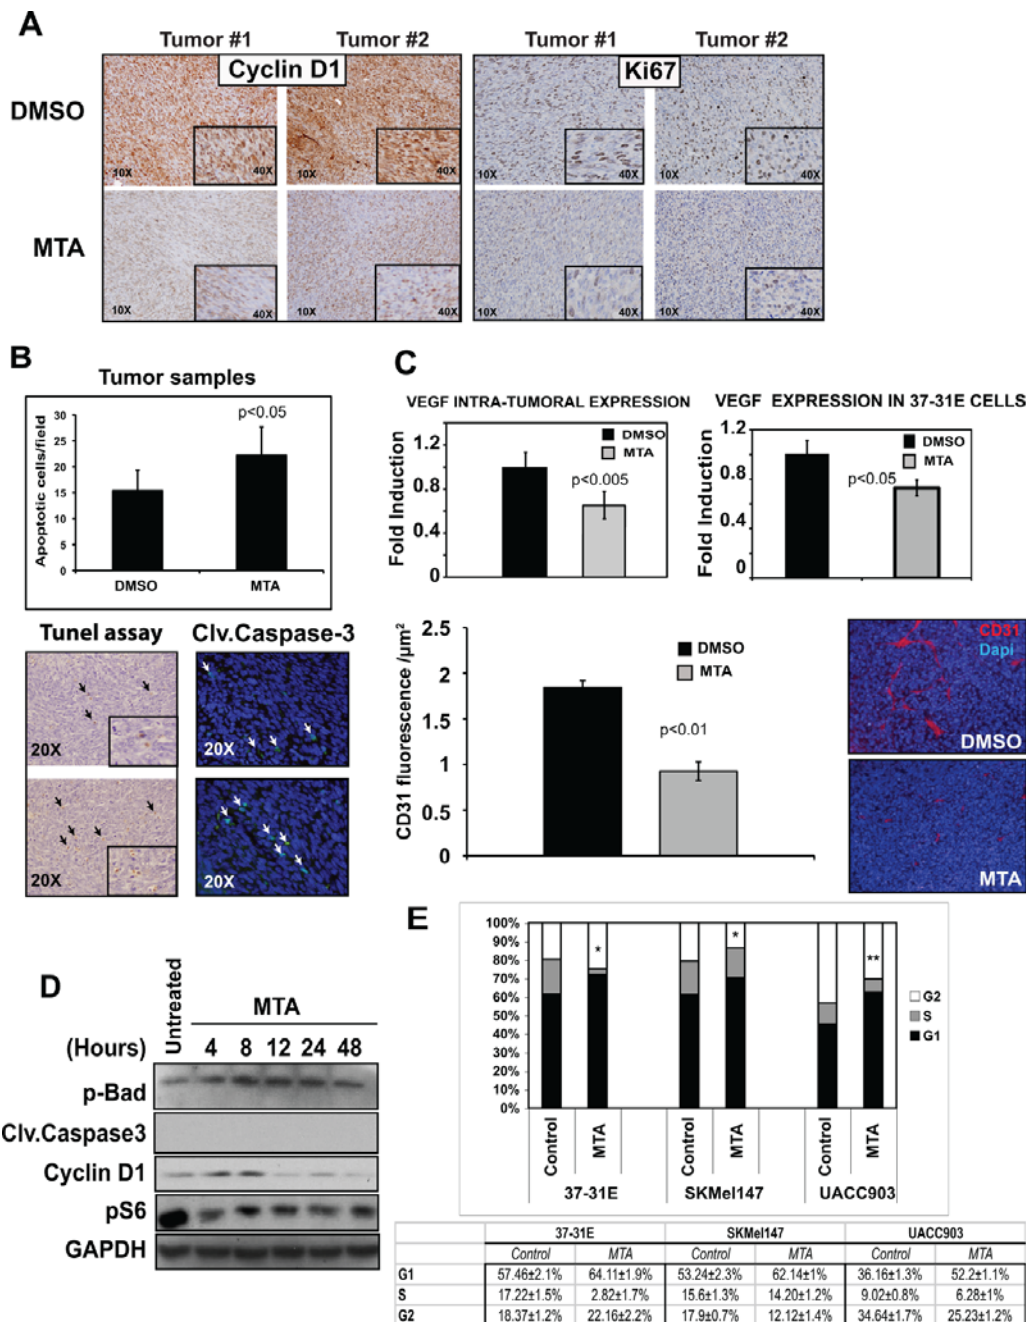 A
Tumor #1 Tumor #2 Tumor #1 Tumor #2
Cyclin D1 Ki67
DMSO
10X 40X 10X 40X 10X 40X 10X 40X
MTA
10X 40X 10X 40X 10X 40X 10X 40X
B
Tumor samples
Apoptotic cells/field
30
25
20
15
10
5
0
p<0.05
DMSO MTA
Tunel assay Clv.Caspase-3
20X 20X
20X 20X
C
VEGF INTRA-TUMORAL EXPRESSION
Fold Induction
1.2
0.8
0.4
0
DMSO
MTA
p<0.005
VEGF EXPRESSION IN 37-31E CELLS
Fold Induction
1.2
0.8
0.4
0
DMSO
MTA
p<0.05
CD31 fluorescence /µm²
2.5
2
1.5
1
0.5
0
DMSO
MTA
p<0.01
CD31
Dapi
DMSO
MTA
D
Untreated
MTA
(Hours) 4 8 12 24 48
p-Bad
Clv.Caspase3
Cyclin D1
pS6
GAPDH
E
100%
90%
80%
70%
60%
50%
40%
30%
20%
10%
0%
* * **
G2
S
G1
Control MTA Control MTA Control MTA
37-31E SKMel147 UACC903
37-31E SKMel147 UACC903
Control MTA Control MTA Control MTA
G1 57.46±2.1% 64.11±1.9% 53.24±2.3% 62.14±1% 36.16±1.3% 52.2±1.1%
S 17.22±1.5% 2.82±1.7% 15.6±1.3% 14.20±1.2% 9.02±0.8% 6.28±1%
G2 18.37±1.2% 22.16±2.2% 17.9±0.7% 12.12±1.4% 34.64±1.7% 25.23±1.2%